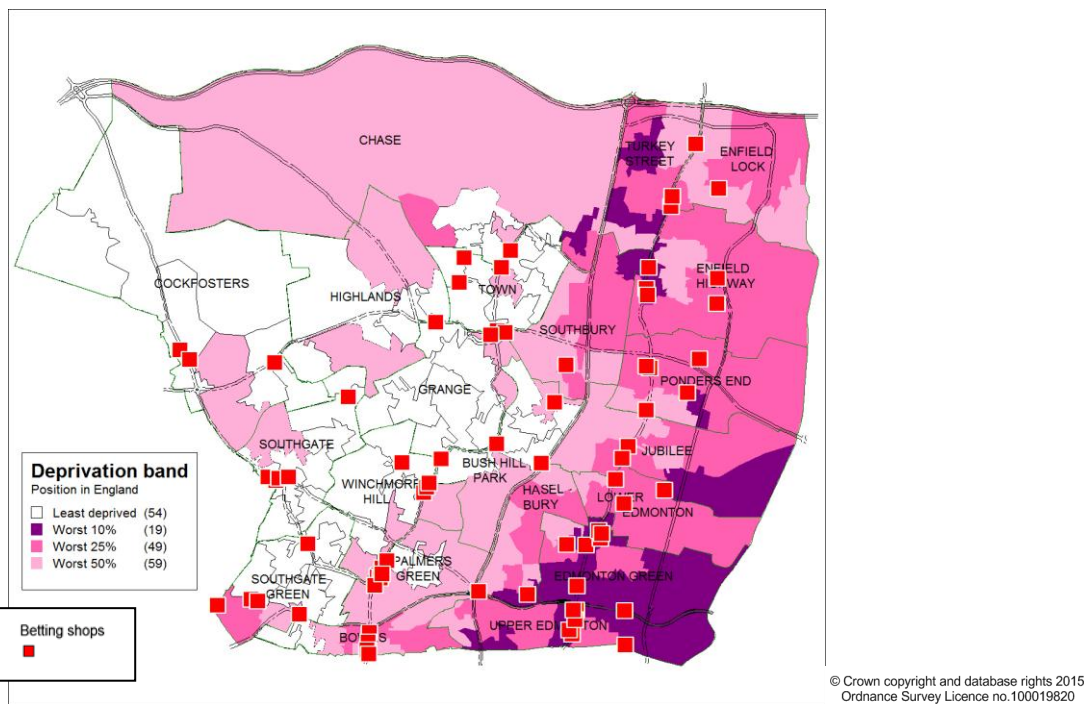 CHASE
TURKEY
STREET
ENFIELD
LOCK
COCKFOSTERS
HIGHLANDS
TOWN
ENFIELD
HIGHWAY
SOUTHBURY
GRANGE
PONDERS END
SOUTHGATE
JUBILEE
BUSH HILL
PARK
WINCHMORE
HILL
HASEL
BURY
LOWER
EDMONTON
PALMERS
GREEN
SOUTHGATE
GREEN
EDMONTON GREEN
UPPER EDMONTON
BOWES
Deprivation band
Position in England
Least deprived (54)
Worst 10% (19)
Worst 25% (49)
Worst 50% (59)
Betting shops
© Crown copyright and database rights 2015
Ordnance Survey Licence no.100019820